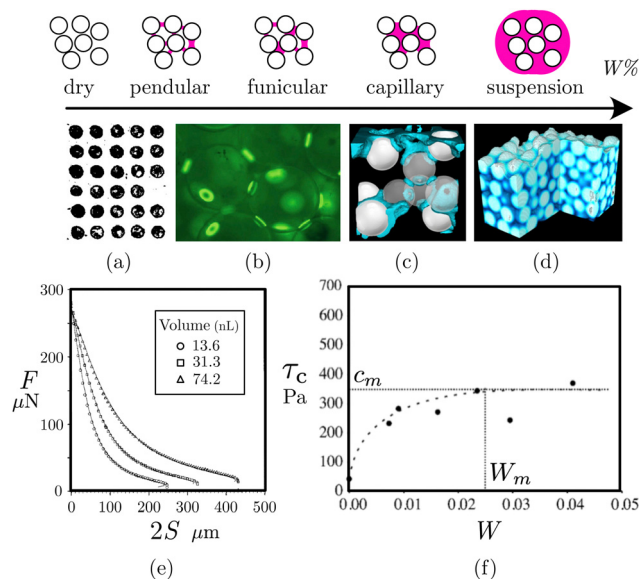 dry pendular funicular capillary suspension W%
(a) (b) (c) (d)
300
200
100
0
F
μN
Volume (nL)
13.6
31.3
74.2
0 100 200 300 400 500
2S μm
(e)
700
600
500
400
300
200
100
0
τc
Pa
cm
Wm
0.00 0.01 0.02 0.03 0.04 0.05
W
(f)